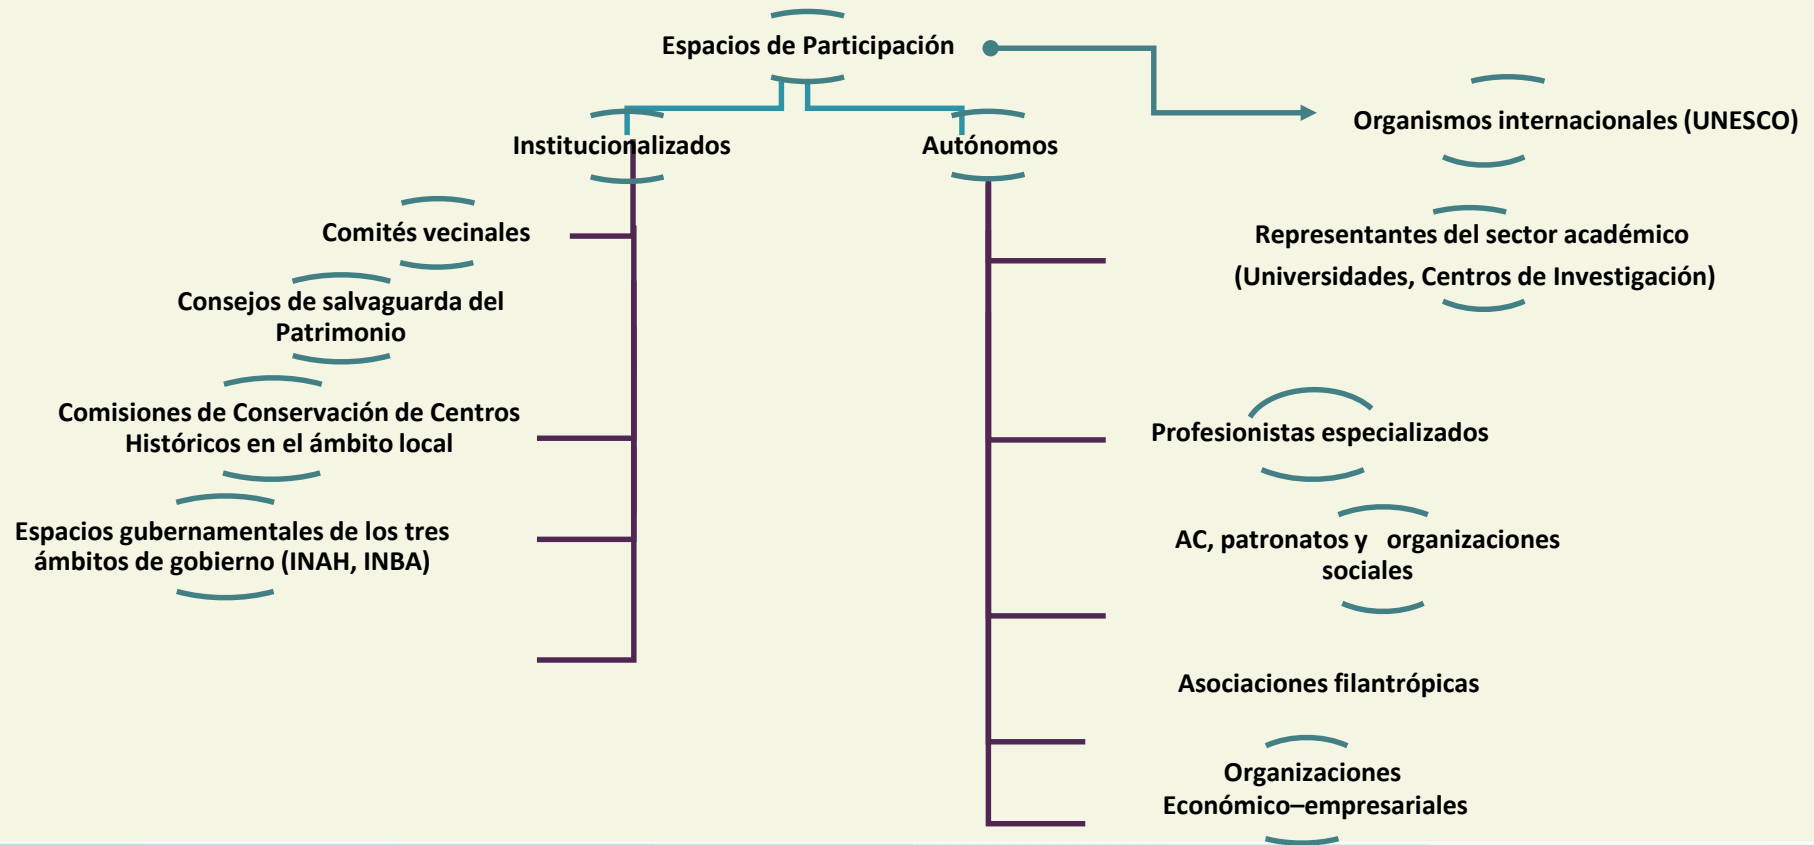 Espacios de Participación
Organismos internacionales (UNESCO)
Institucionalizados
Autónomos
Comités vecinales
Consejos de salvaguarda del
Patrimonio
Comisiones de Conservación de Centros
Históricos en el ámbito local
Espacios gubernamentales de los tres
ámbitos de gobierno (INAH, INBA)
Representantes del sector académico
(Universidades, Centros de Investigación)
Profesionistas especializados
AC, patronatos y organizaciones
sociales
Asociaciones filantrópicas
Organizaciones
Económico–empresariales